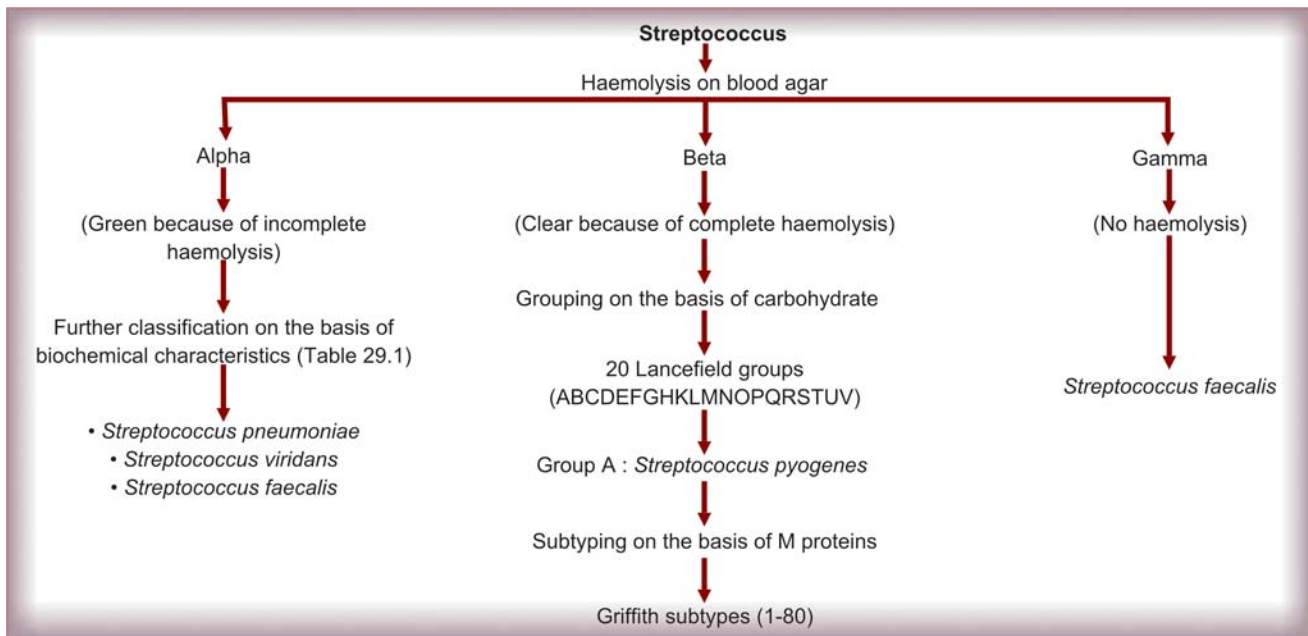 Streptococcus
Haemolysis on blood agar
Alpha
Beta
Gamma
(Green because of incomplete
haemolysis)
(Clear because of complete haemolysis)
(No haemolysis)
Grouping on the basis of carbohydrate
Further classification on the basis of
biochemical characteristics (Table 29.1)
20 Lancefield groups
(ABCDEFGHKLMNOPQRSTUV)
Streptococcus faecalis
• Streptococcus pneumoniae
• Streptococcus viridans
• Streptococcus faecalis
Group A : Streptococcus pyogenes
Subtyping on the basis of M proteins
Griffith subtypes (1-80)